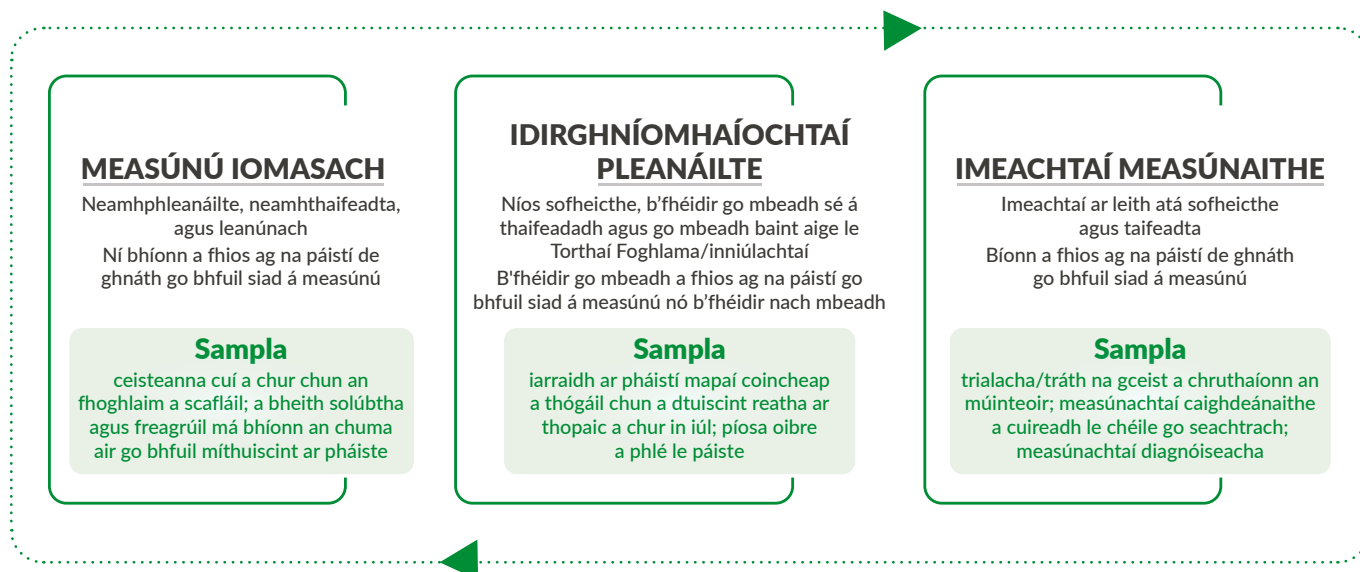 MEASÚNÚ IOMASACH
Neamhphleanáilte, neamhthaifeadta,
agus leanúnach
Ní bhíonn a fhios ag na páistí de
ghnáth go bhfuil siad á measúnú
Sampla
ceisteanna cuí a chur chun an
fhoghlaim a scafláil; a bheith solúbtha
agus freagrúil má bhíonn an chuma
air go bhfuil míthuiscint ar pháiste
IDIRGHNÍOMHAÍOCHTAÍ
PLEANÁILTE
Níos sofheicthe, b'fhéidir go mbeadh sé á
thaifeadadh agus go mbeadh baint aige le
Torthaí Foghlama/inniúlachtaí
B'fhéidir go mbeadh a fhios ag na páistí go
bhfuil siad á measúnú nó b'fhéidir nach mbeadh
Sampla
iarraidh ar pháistí mapaí coincheap
a thógáil chun a dtuiscint reatha ar
thopaic a chur in iúl; píosa oibre
a phlé le páiste
IMEACHTAÍ MEASÚNAITHE
Imeachtaí ar leith atá sofheicthe
agus taifeadta
Bíonn a fhios ag na páistí de ghnáth
go bhfuil siad á measúnú
Sampla
trialacha/tráth na gceist a chruthaíonn an
múinteoir; measúnachtaí caighdeánaithe
a cuireadh le chéile go seachtrach;
measúnachtaí diagnóiseacha